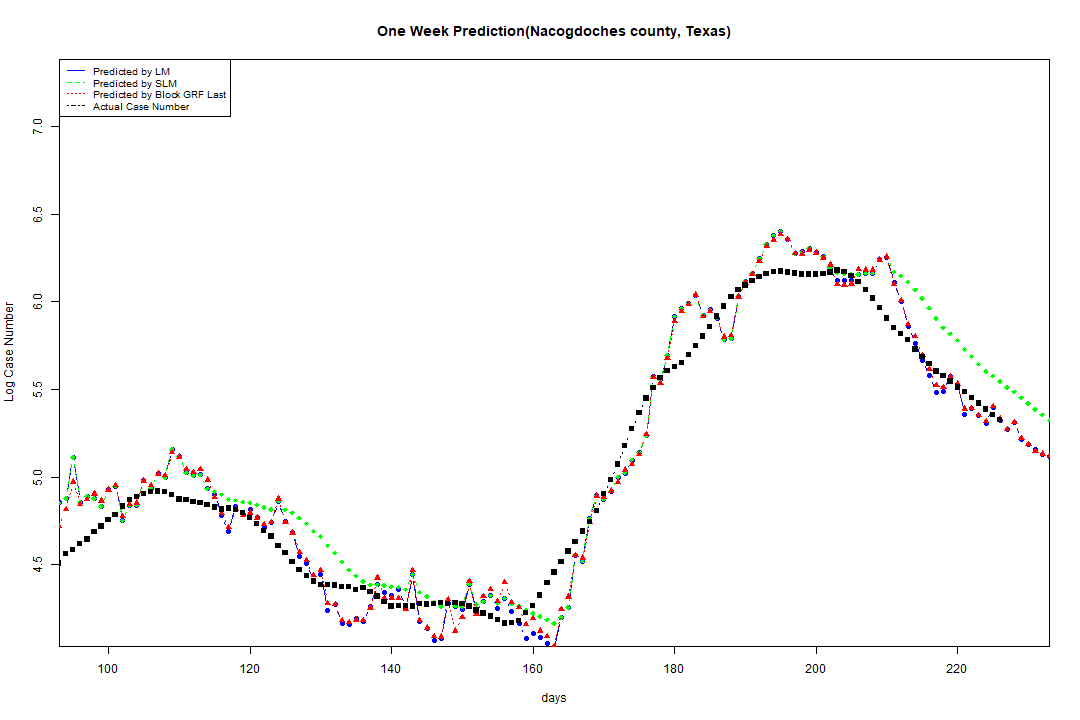 One Week Prediction(Nacogdoches county, Texas)
Predicted by LM
Predicted by SLM
Predicted by Block GRF Last
Actual Case Number
7.0
6.5
6.0
5.5
5.0
4.5
Log Case Number
100 120 140 160 180 200 220
days